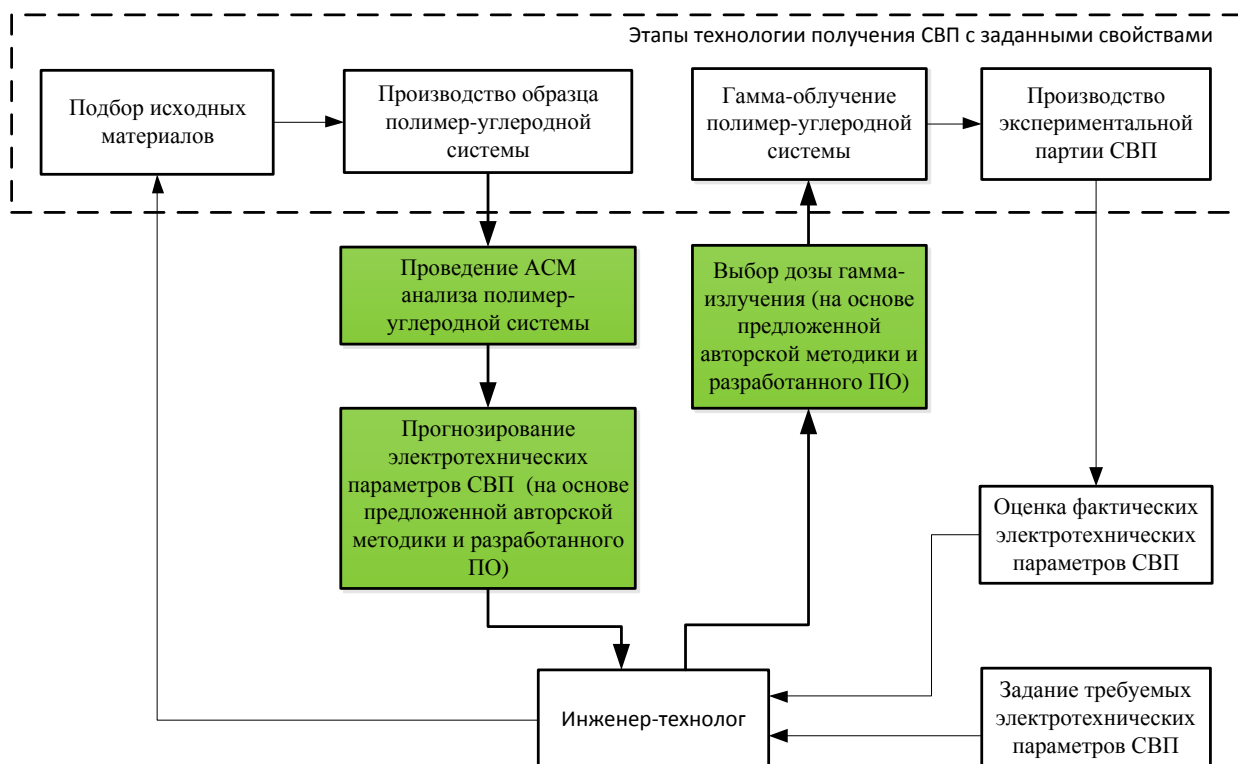 Этапы технологии получения СВП с заданными свойствами
Подбор исходных
материалов
Производство образца
полимер-углеродной
системы
Гамма-облучение
полимер-углеродной
системы
Производство
экспериментальной
партии СВП
Проведение АСМ
анализа полимер-
углеродной системы
Выбор дозы гамма-
излучения (на основе
предложенной
авторской методики и
разработанного ПО)
Прогнозирование
электротехнических
параметров СВП (на основе
предложенной авторской
методики и разработанного
ПО)
Оценка фактических
электротехнических
параметров СВП
Инженер-технолог
Задание требуемых
электротехнических
параметров СВП